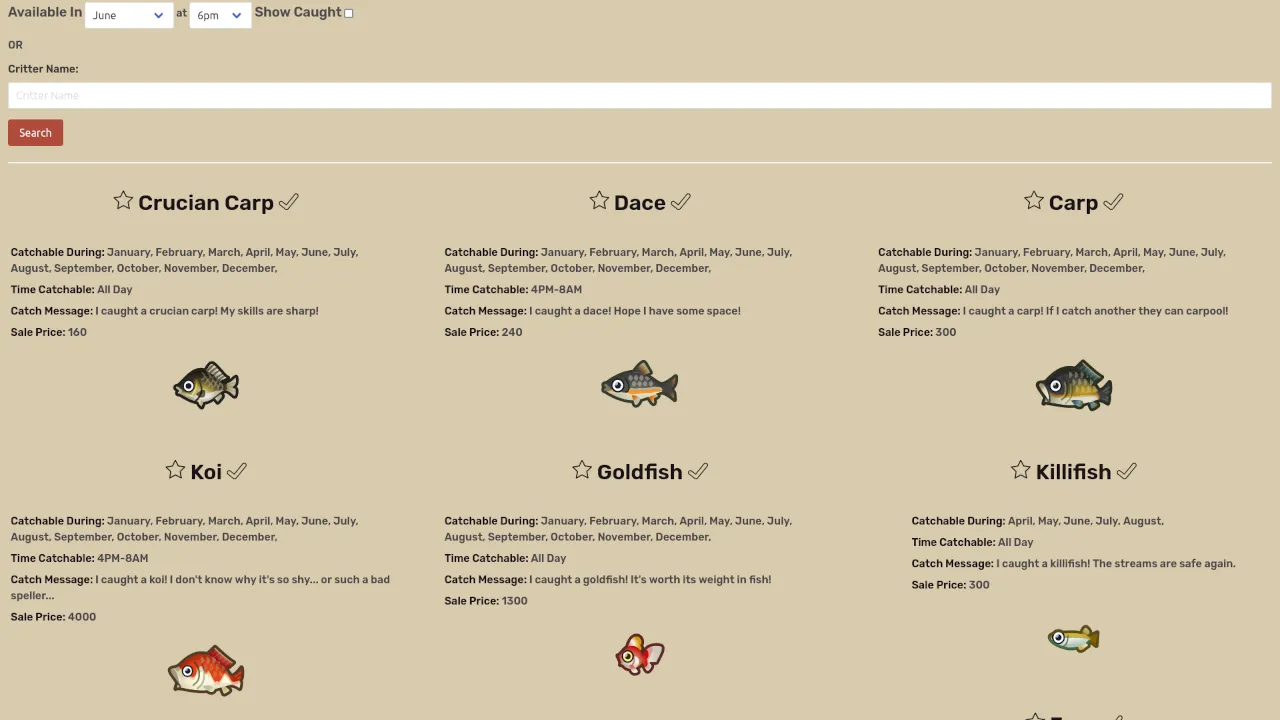 Available In June at 6pm Show Caught
OR
Critter Name:
Critter Name
Search
Crucian Carp
Catchable During: January, February, March, April, May, June, July,
August, September, October, November, December,
Time Catchable: All Day
Catch Message: I caught a crucian carp! My skills are sharp!
Sale Price: 160
Dace
Catchable During: January, February, March, April, May, June, July,
August, September, October, November, December,
Time Catchable: 4PM-8AM
Catch Message: I caught a dace! Hope I have some space!
Sale Price: 240
Carp
Catchable During: January, February, March, April, May, June, July,
August, September, October, November, December,
Time Catchable: All Day
Catch Message: I caught a carp! If I catch another they can carpool!
Sale Price: 300
Koi
Catchable During: January, February, March, April, May, June, July,
August, September, October, November, December,
Time Catchable: 4PM-8AM
Catch Message: I caught a koi! I don't know why it's so shy... or such a bad
speller...
Sale Price: 4000
Goldfish
Catchable During: January, February, March, April, May, June, July,
August, September, October, November, December,
Time Catchable: All Day
Catch Message: I caught a goldfish! It's worth its weight in fish!
Sale Price: 1300
Killifish
Catchable During: April, May, June, July, August,
Time Catchable: All Day
Catch Message: I caught a killifish! The streams are safe again.
Sale Price: 300